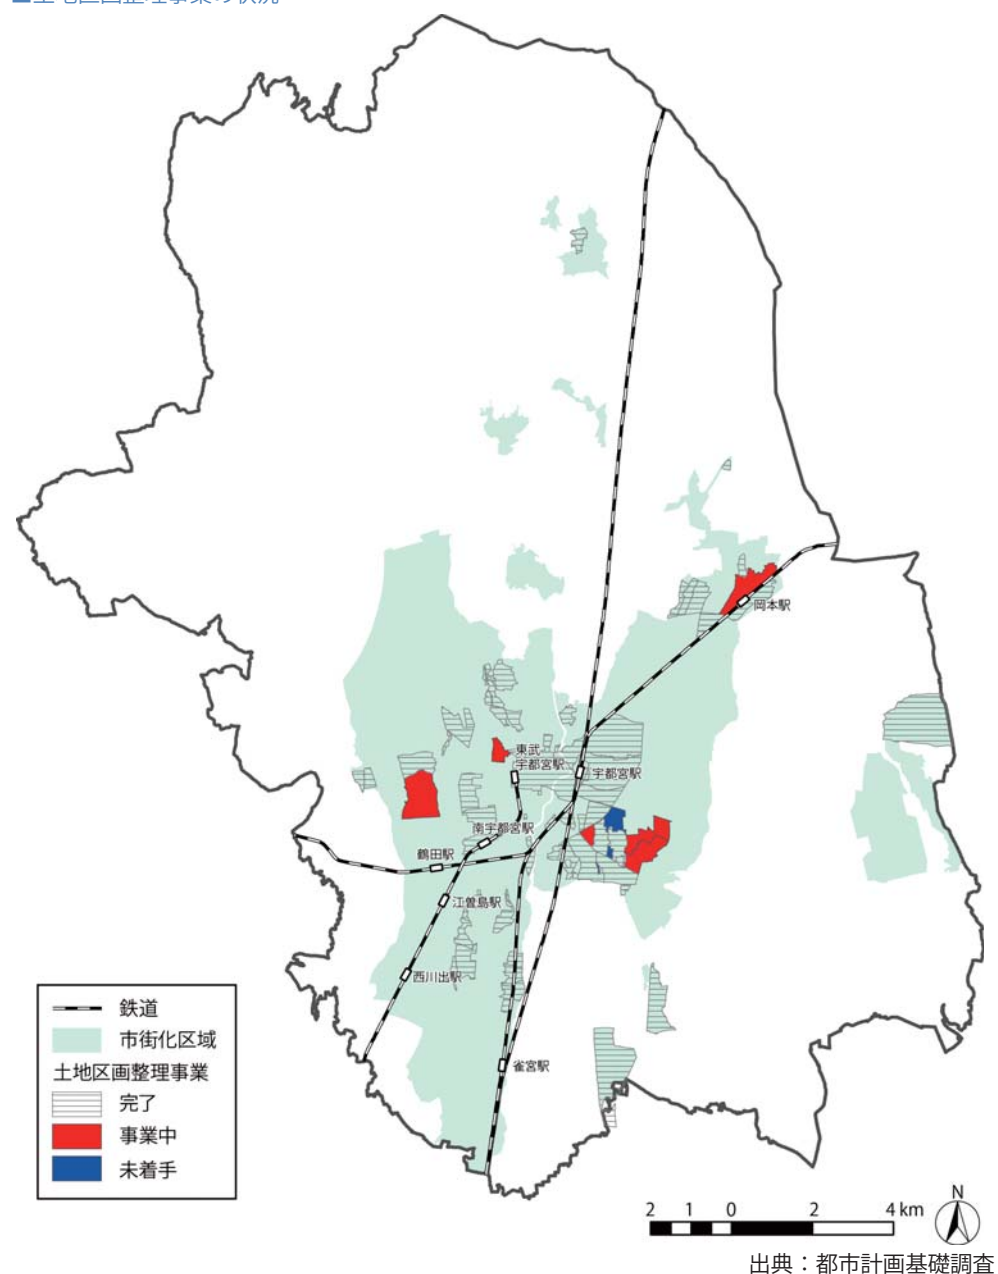 ■土地区画整理事業の状況
岡本駅
東武
宇都宮駅
宇都宮駅
南宇都宮駅
鶴田駅
江曽島駅
西川出駅
雀宮駅
鉄道
市街化区域
土地区画整理事業
完了
事業中
未着手
2 1 0 2 4 km
N
出典：都市計画基礎調査